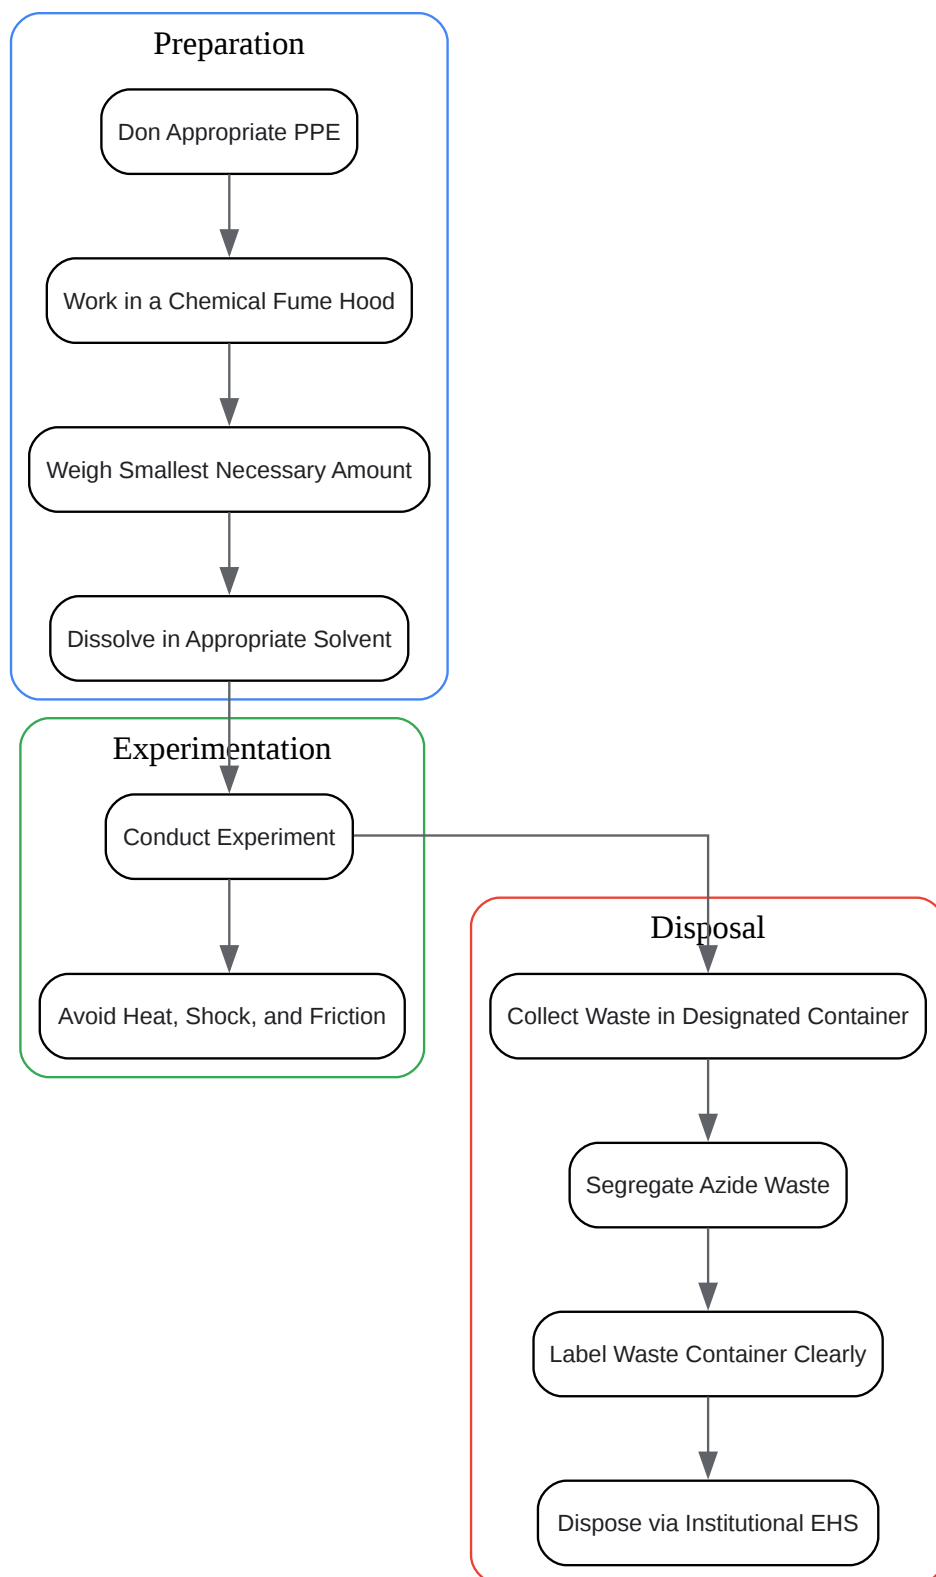 Preparation
Don Appropriate PPE
Work in a Chemical Fume Hood
Weigh Smallest Necessary Amount
Dissolve in Appropriate Solvent
Experimentation
Conduct Experiment
Avoid Heat, Shock, and Friction
Disposal
Collect Waste in Designated Container
Segregate Azide Waste
Label Waste Container Clearly
Dispose via Institutional EHS